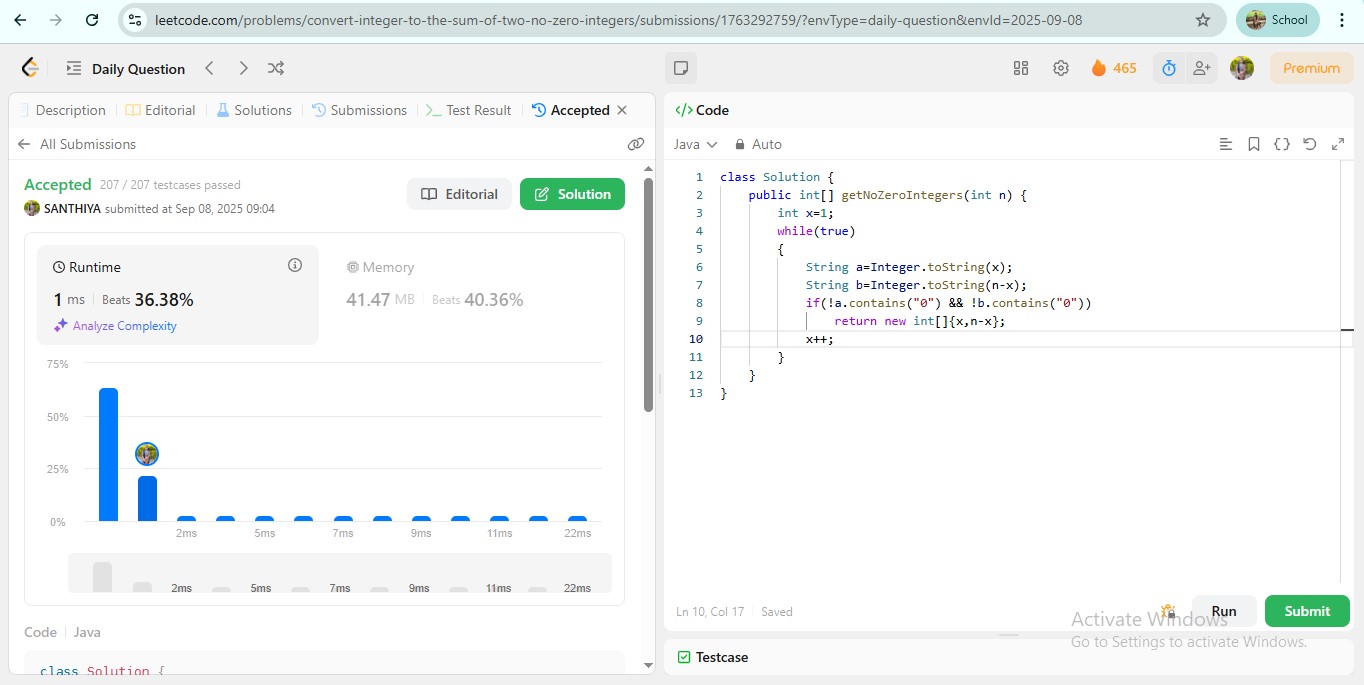 leetcode.com/problems/convert-integer-to-the-sum-of-two-no-zero-integers/submissions/1763292759/?envType=daily-question&envId=2025-09-08
School
Daily Question
465
Premium
Description
Editorial
Solutions
Submissions
Test Result
Accepted
All Submissions
Accepted 207 / 207 testcases passed
SANTHIYA submitted at Sep 08, 2025 09:04
Editorial
Solution
Runtime
1 ms Beats 36.38%
Analyze Complexity
Memory
41.47 MB Beats 40.36%
75%
50%
25%
0%
2ms 5ms 7ms 9ms 11ms 22ms
2ms 5ms 7ms 9ms 11ms 22ms
Code Java
class Solution {
</> Code
Java Auto
1 class Solution {
2 public int[] getNoZeroIntegers(int n) {
3 int x=1;
4 while(true)
5 {
6 String a=Integer.toString(x);
7 String b=Integer.toString(n-x);
8 if(!a.contains("0") && !b.contains("0"))
9 return new int[]{x,n-x};
10 x++;
11 }
12 }
13 }
Ln 10, Col 17 Saved
Run
Submit
Activate Windows
Go to Settings to activate Windows.
Testcase